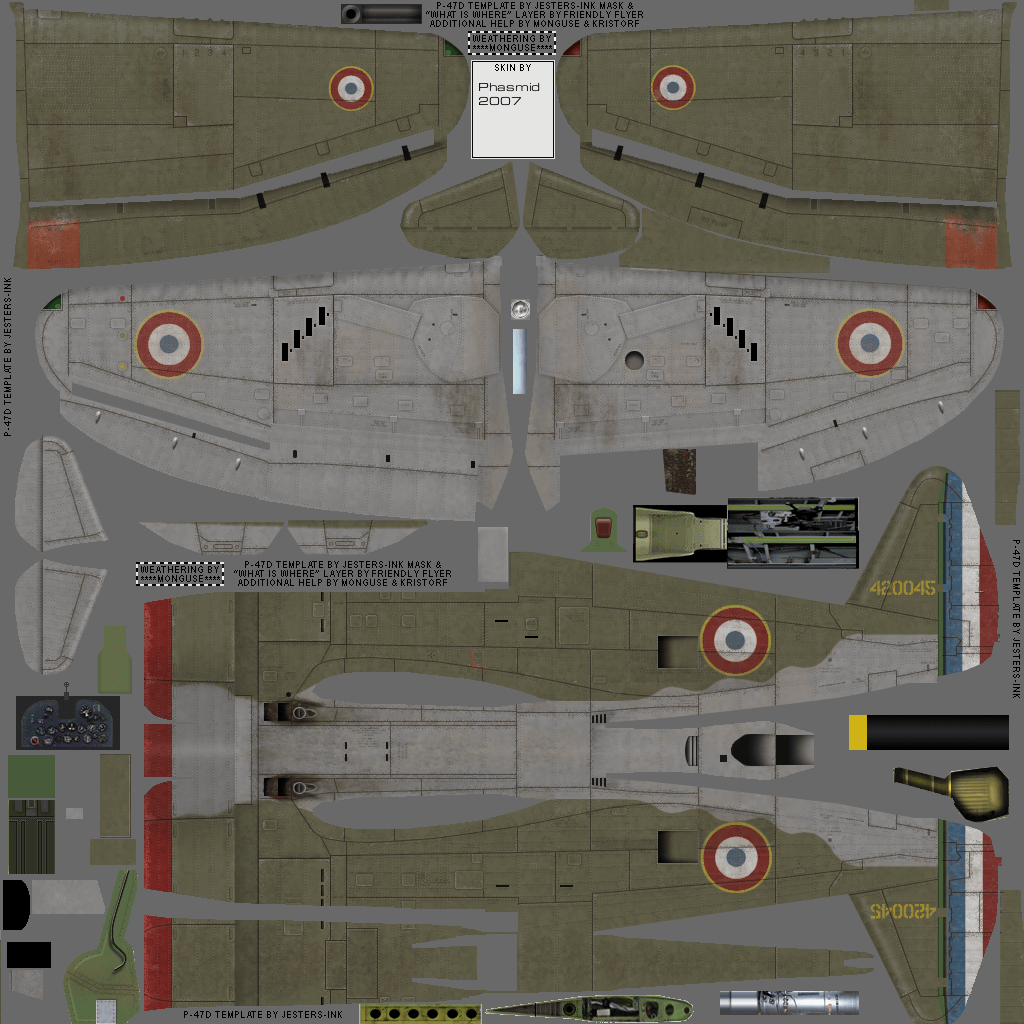 P-47D TEMPLATE BY JESTERS-INK MASK &
"WHAT IS WHERE" LAYER BY FRIENDLY FLYER
ADDITIONAL HELP BY MONGUSE & KRISTOF
WEATHERING BY
****MONGUSE****
SKIN BY
Phasmid
2007
P-47D TEMPLATE BY JESTERS-INK
WEATHERING BY
****MONGUSE****
P-47D TEMPLATE BY JESTERS-INK MASK &
"WHAT IS WHERE" LAYER BY FRIENDLY FLYER
ADDITIONAL HELP BY MONGUSE & KRISTORF
P-47D TEMPLATE BY JESTERS-INK
420045
420045
P-47D TEMPLATE BY JESTERS-INK